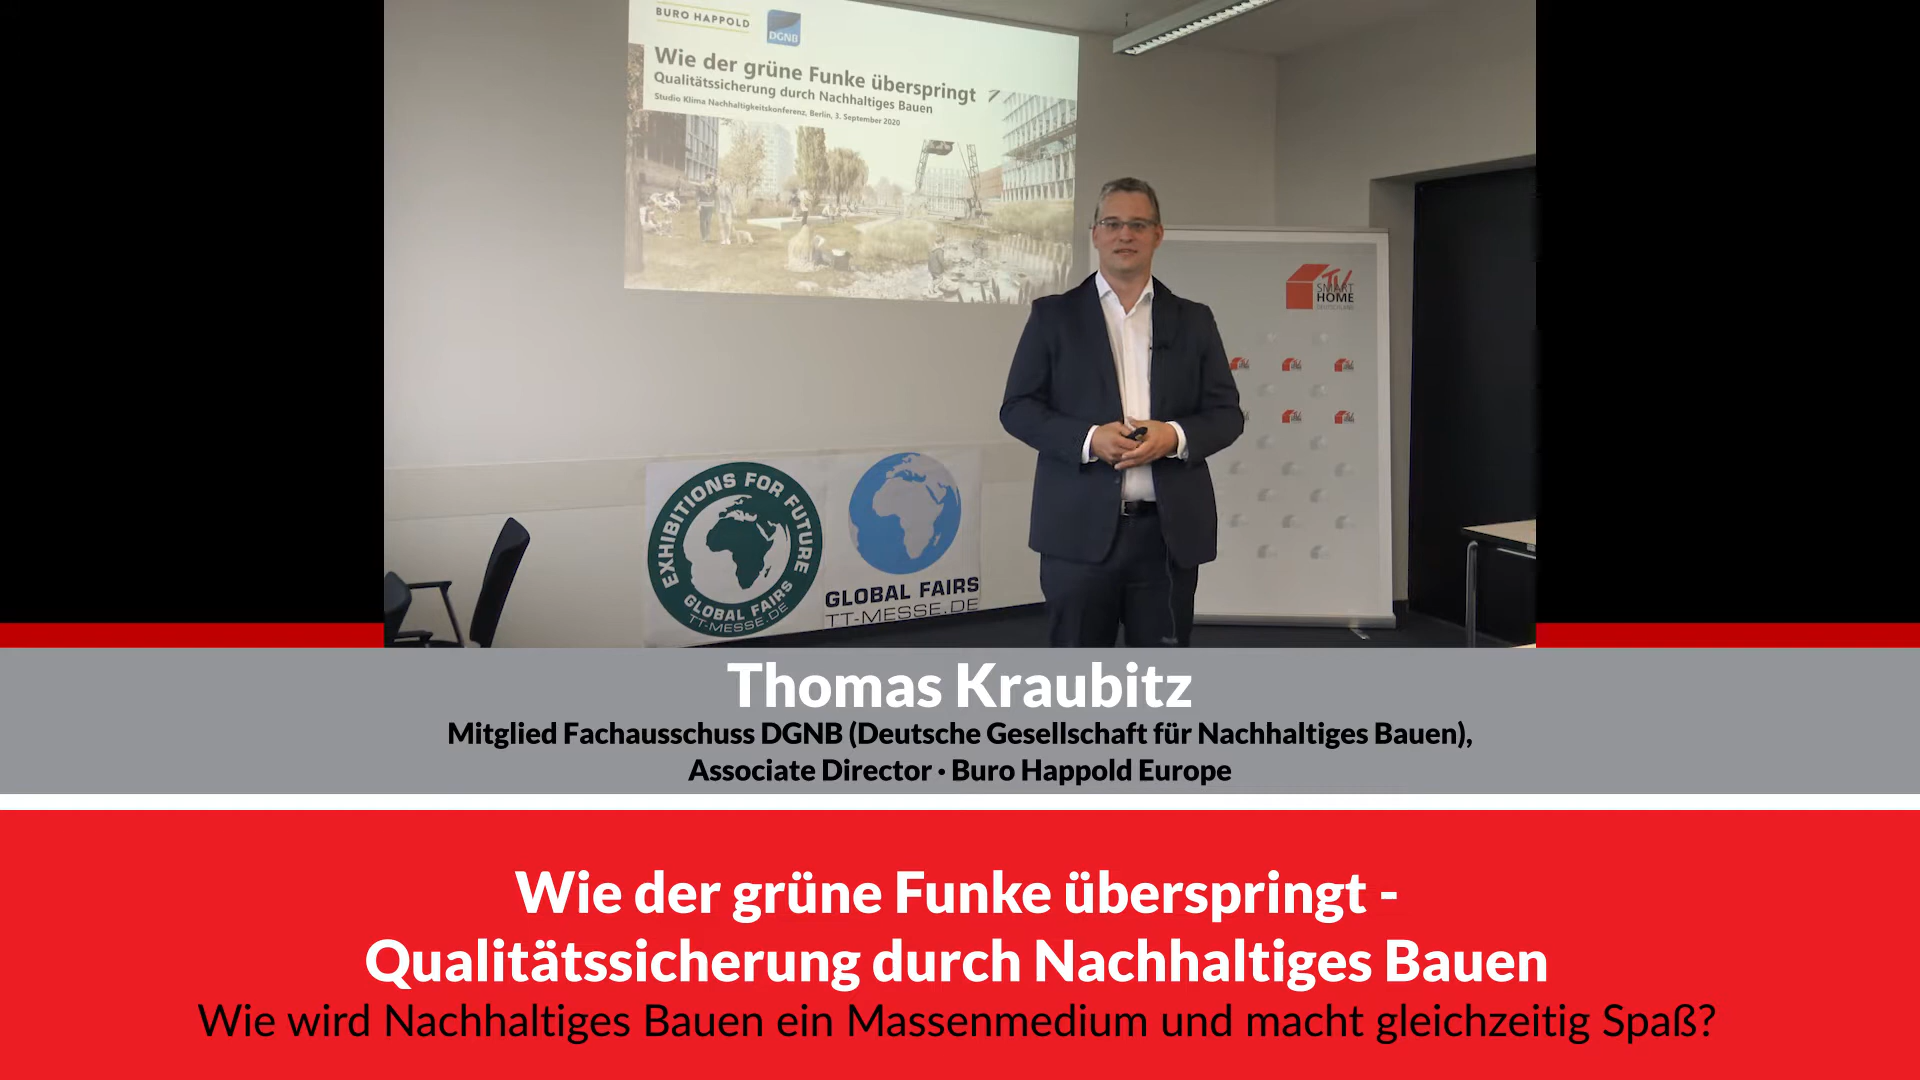 BURO HAPPOLD
DGNB
Wie der grüne Funke überspringt
Qualitätssicherung durch Nachhaltiges Bauen
Studio Klima Nachhaltigkeitskonferenz, Berlin, 3. September 2020
TV
SMART
HOME
DEUTSCHLAND
EXHIBITIONS FOR FUTURE
GLOBAL FAIRS
TT-MESSE.DE
GLOBAL FAIRS
TT-MESSE.DE
Thomas Kraubitz
Mitglied Fachausschuss DGNB (Deutsche Gesellschaft für Nachhaltiges Bauen),
Associate Director · Buro Happold Europe
Wie der grüne Funke überspringt -
Qualitätssicherung durch Nachhaltiges Bauen
Wie wird Nachhaltiges Bauen ein Massenmedium und macht gleichzeitig Spaß?